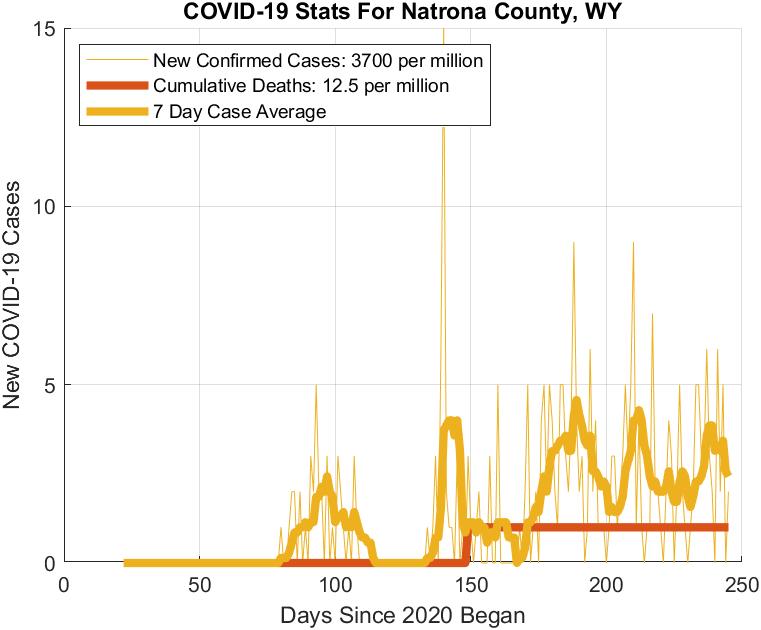 COVID-19 Stats For Natrona County, WY
New Confirmed Cases: 3700 per million
Cumulative Deaths: 12.5 per million
7 Day Case Average
New COVID-19 Cases
15
10
5
0
0 50 100 150 200 250
Days Since 2020 Began